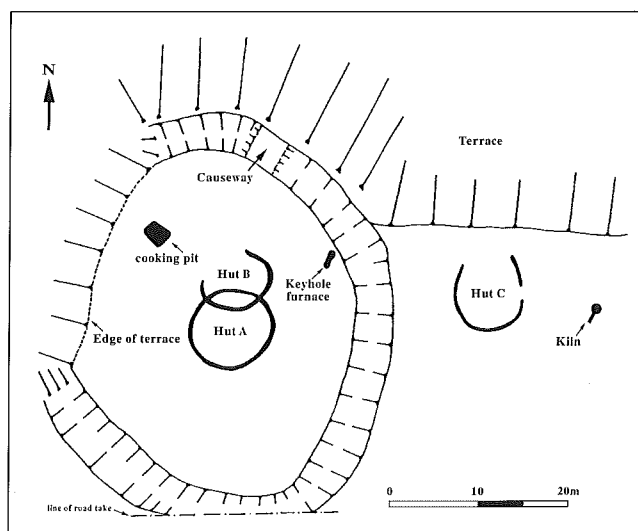 N
Terrace
Causeway
cooking pit
Hut B
Keyhole
furnace
Hut C
Hut A
Edge of terrace
Kiln
line of road take
0 10 20m